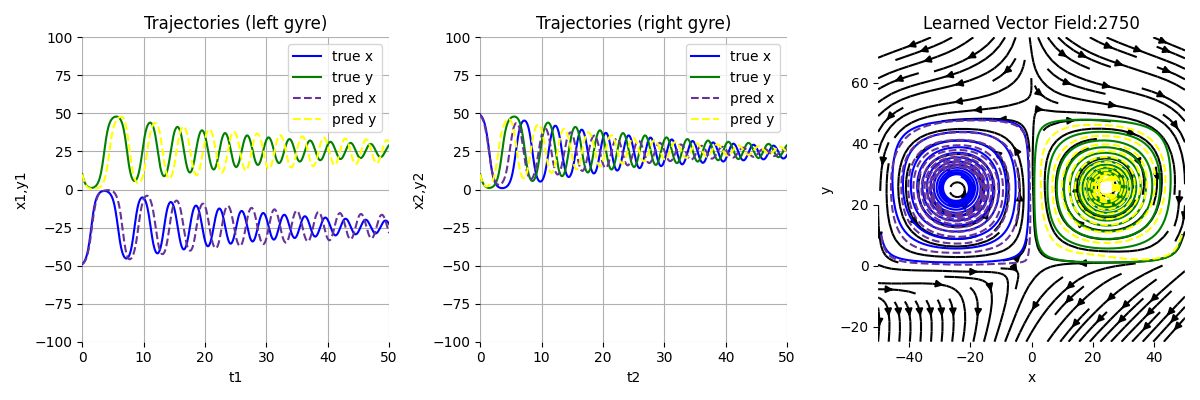 Trajectories (left gyre)
100
75
50
25
0
−25
−50
−75
−100
0
10
20
30
40
50
t1
x1,y1
true x
true y
pred x
pred y
Trajectories (right gyre)
100
75
50
25
0
−25
−50
−75
−100
0
10
20
30
40
50
t2
x2,y2
true x
true y
pred x
pred y
Learned Vector Field:2750
60
40
20
0
−20
−40
−20
0
20
40
x
y